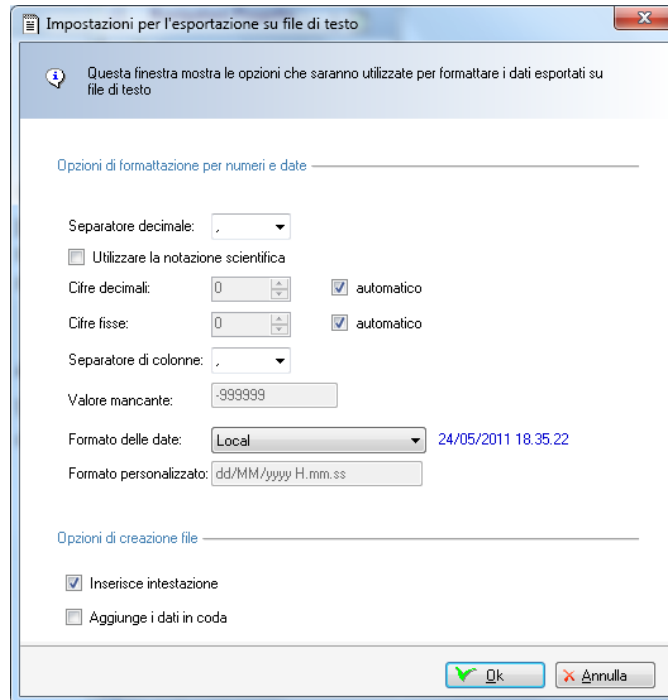 Impostazioni per l'esportazione su file di testo
Questa finestra mostra le opzioni che saranno utilizzate per formattare i dati esportati su
file di testo
Opzioni di formattazione per numeri e date
Separatore decimale: ,
Utilizzare la notazione scientifica
Cifre decimali: 0 automatico
Cifre fisse: 0 automatico
Separatore di colonne: ,
Valore mancante: -999999
Formato delle date: Local 24/05/2011 18.35.22
Formato personalizzato: dd/MM/yyyy H.mm.ss
Opzioni di creazione file
Inserisce intestazione
Aggiunge i dati in coda
Ok Annulla